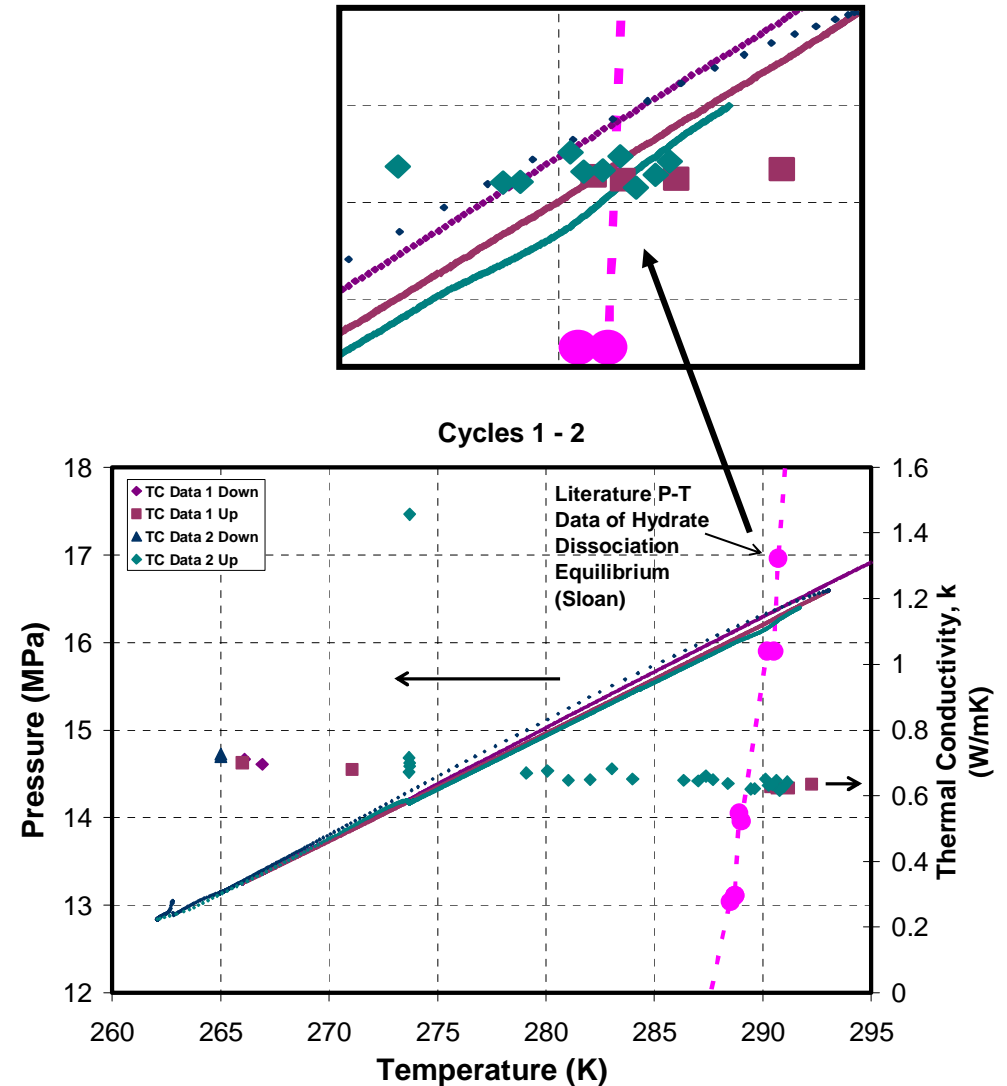 Cycles 1 - 2
18
17
16
15
14
13
12
Pressure (MPa)
TC Data 1 Down
TC Data 1 Up
TC Data 2 Down
TC Data 2 Up
Literature P-T
Data of Hydrate
Dissociation
Equilibrium
(Sloan)
1.6
1.4
1.2
1
0.8
0.6
0.4
0.2
0
Thermal Conductivity, k
(W/mK)
260 265 270 275 280 285 290 295
Temperature (K)